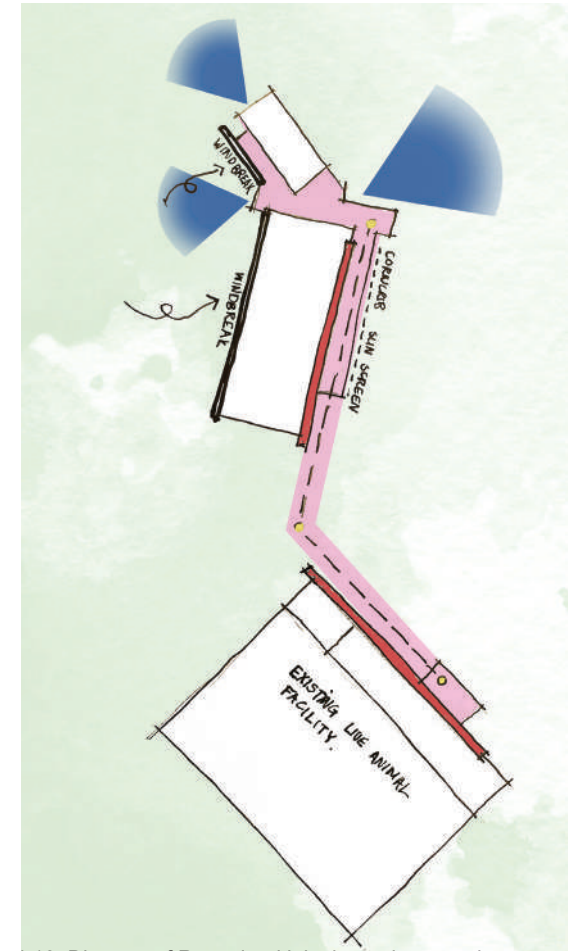 WINDBREAK
WINDBREAK
CORRIDOR SUN SCREEN
EXISTING LIVE ANIMAL
FACILITY.